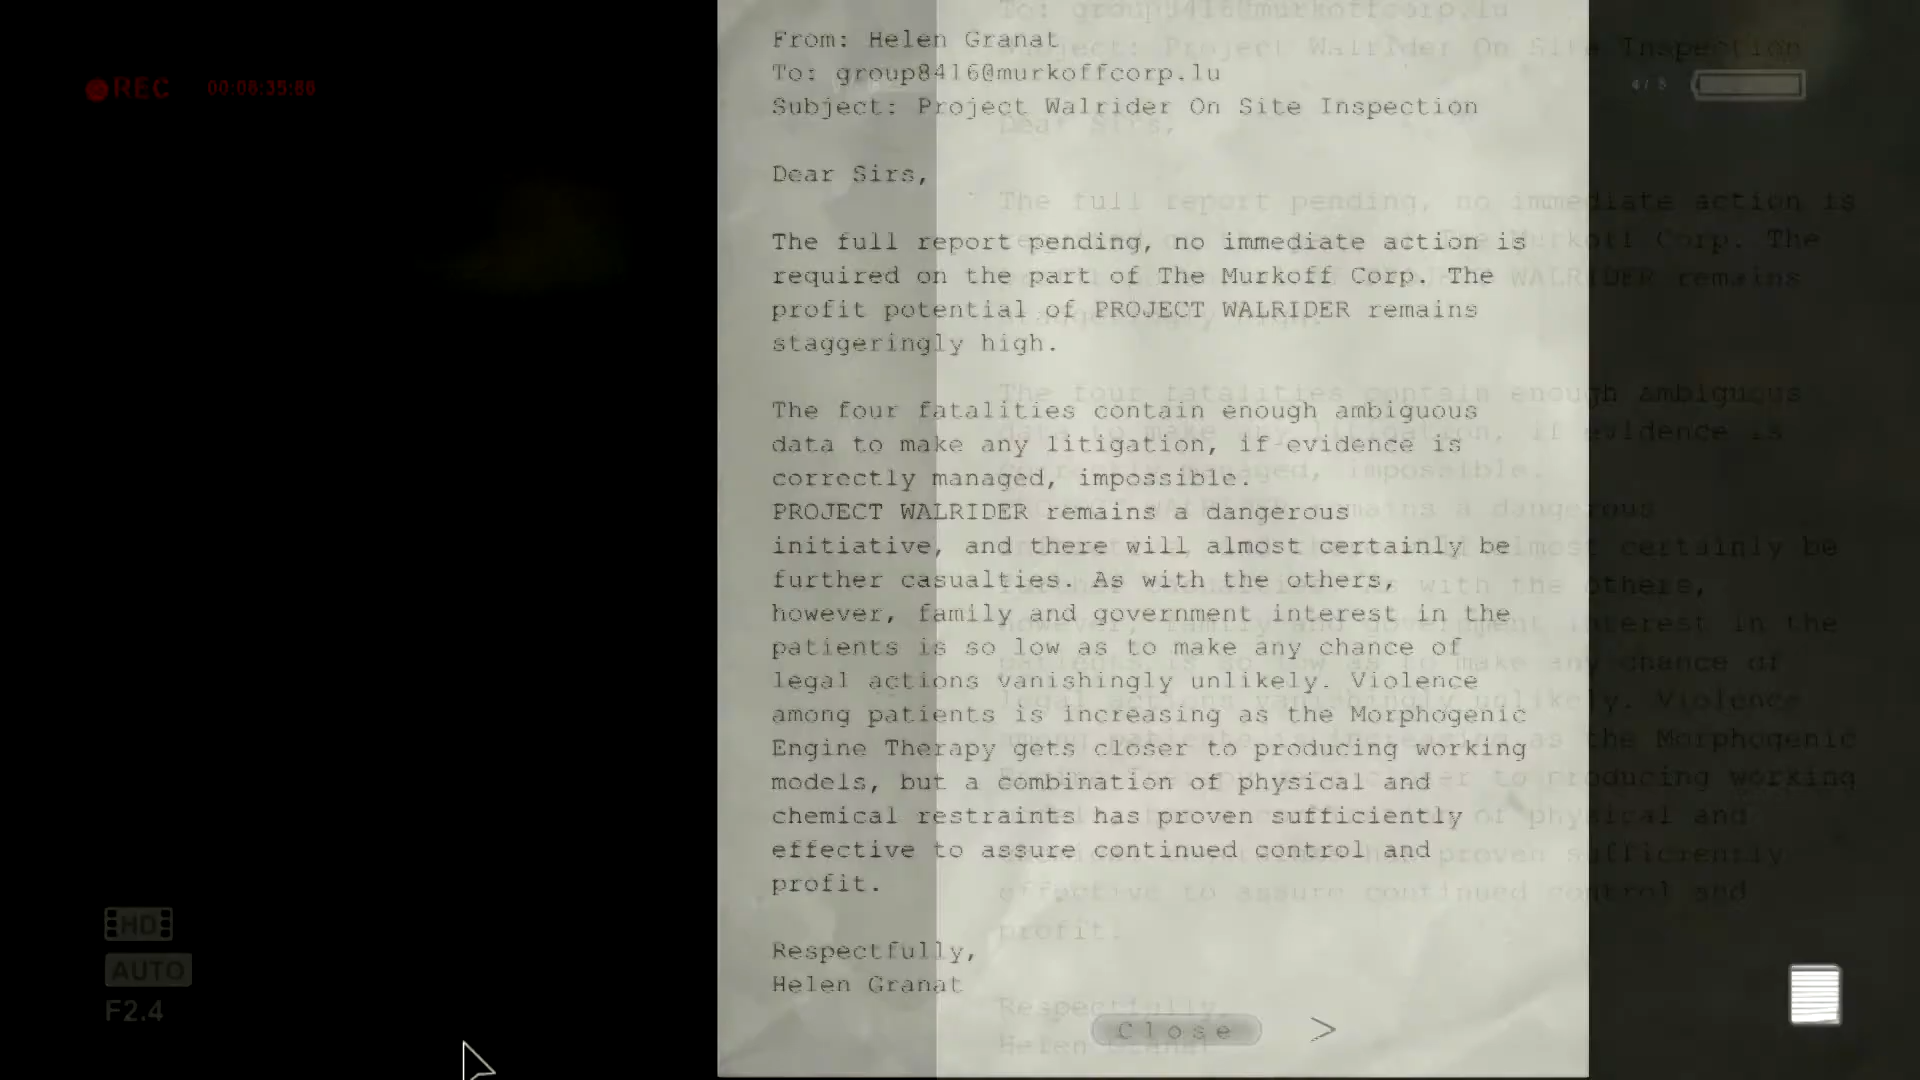 From: Helen Granat
To: group8416@murkoffcorp.lu
Subject: Project Walrider On Site Inspection
REC 00:06:35:86
4/8
Dear Sirs,
The full report pending, no immediate action is
required on the part of The Murkoff Corp. The
profit potential of PROJECT WALRIDER remains
staggeringly high.
The four fatalities contain enough ambiguous
data to make any litigation, if evidence is
correctly managed, impossible.
PROJECT WALRIDER remains a dangerous
initiative, and there will almost certainly be
further casualties. As with the others,
however, family and government interest in the
patients is so low as to make any chance of
legal actions vanishingly unlikely. Violence
among patients is increasing as the Morphogenic
Engine Therapy gets closer to producing working
models, but a combination of physical and
chemical restraints has proven sufficiently
effective to assure continued control and
profit.
Respectfully,
Helen Granat
Close >
HD
AUTO
F2.4